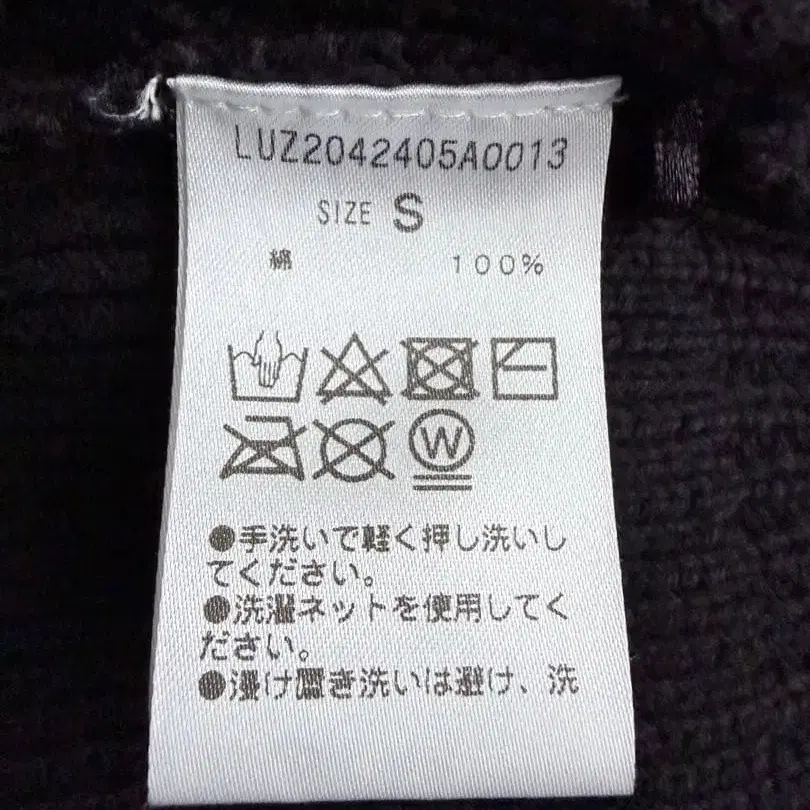 LUZ2042405A0013
SIZE S
綿 100%
W
●手洗いで軽く押し洗いし
てください。
●洗濯ネットを使用してく
ださい。
●浸け置き洗いは避け、洗